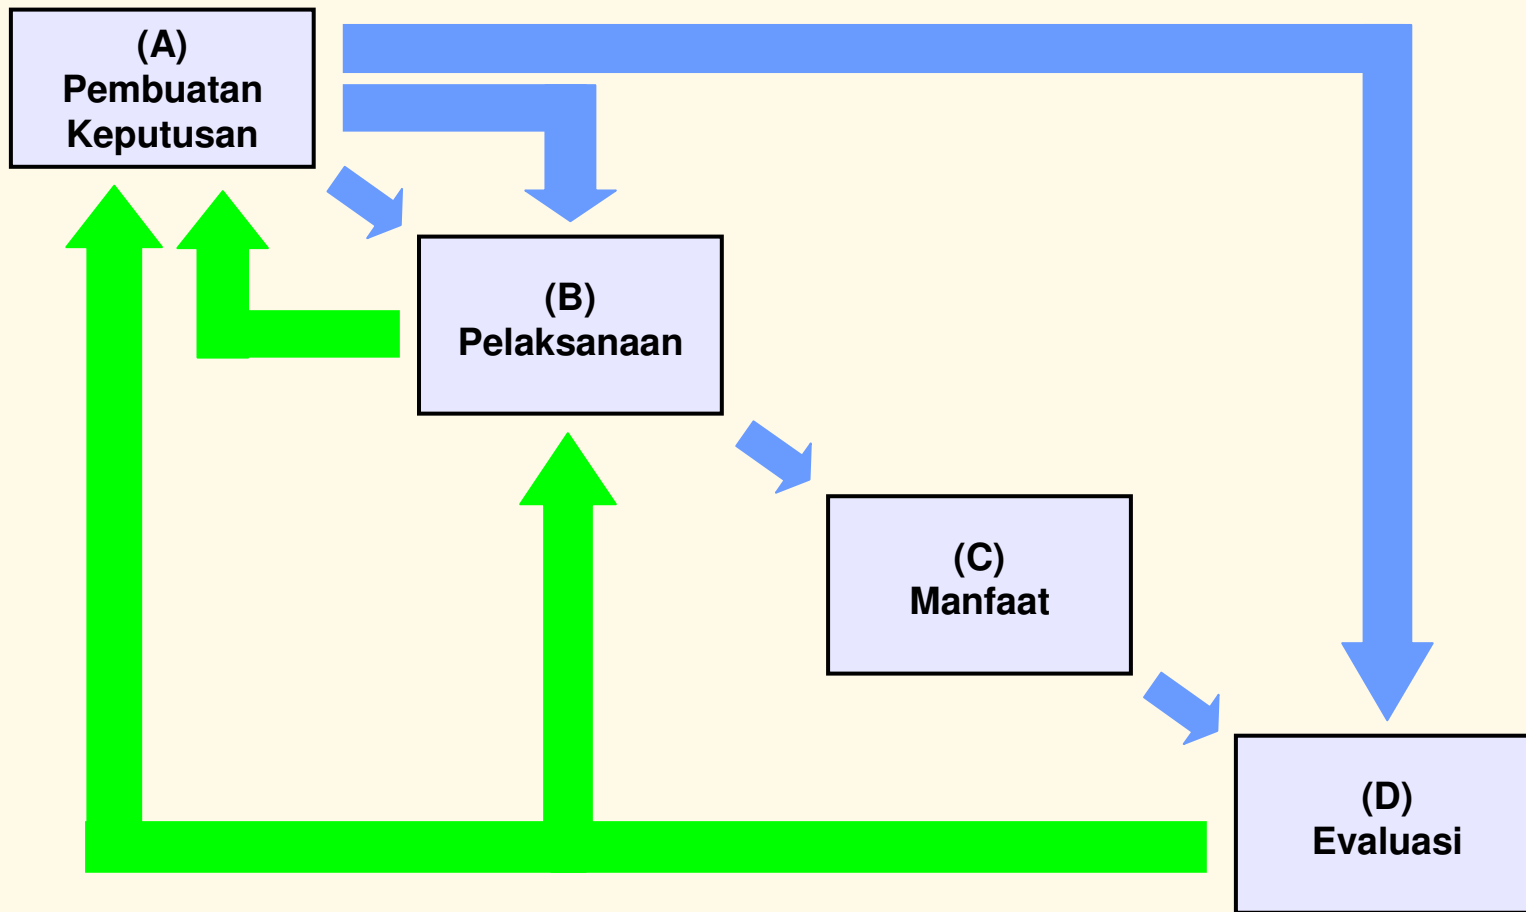 (A)
Pembuatan
Keputusan
(B)
Pelaksanaan
(C)
Manfaat
(D)
Evaluasi